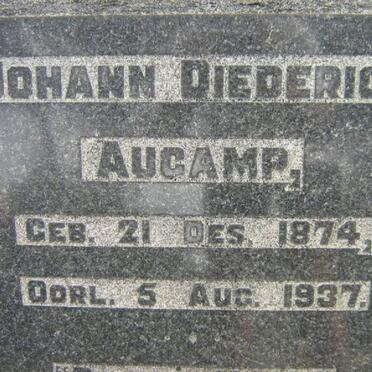 JOHANN DIEDERIC
AUCAMP,
GEB. 21 DES. 1874,
OORL. 5 AUG. 1937.